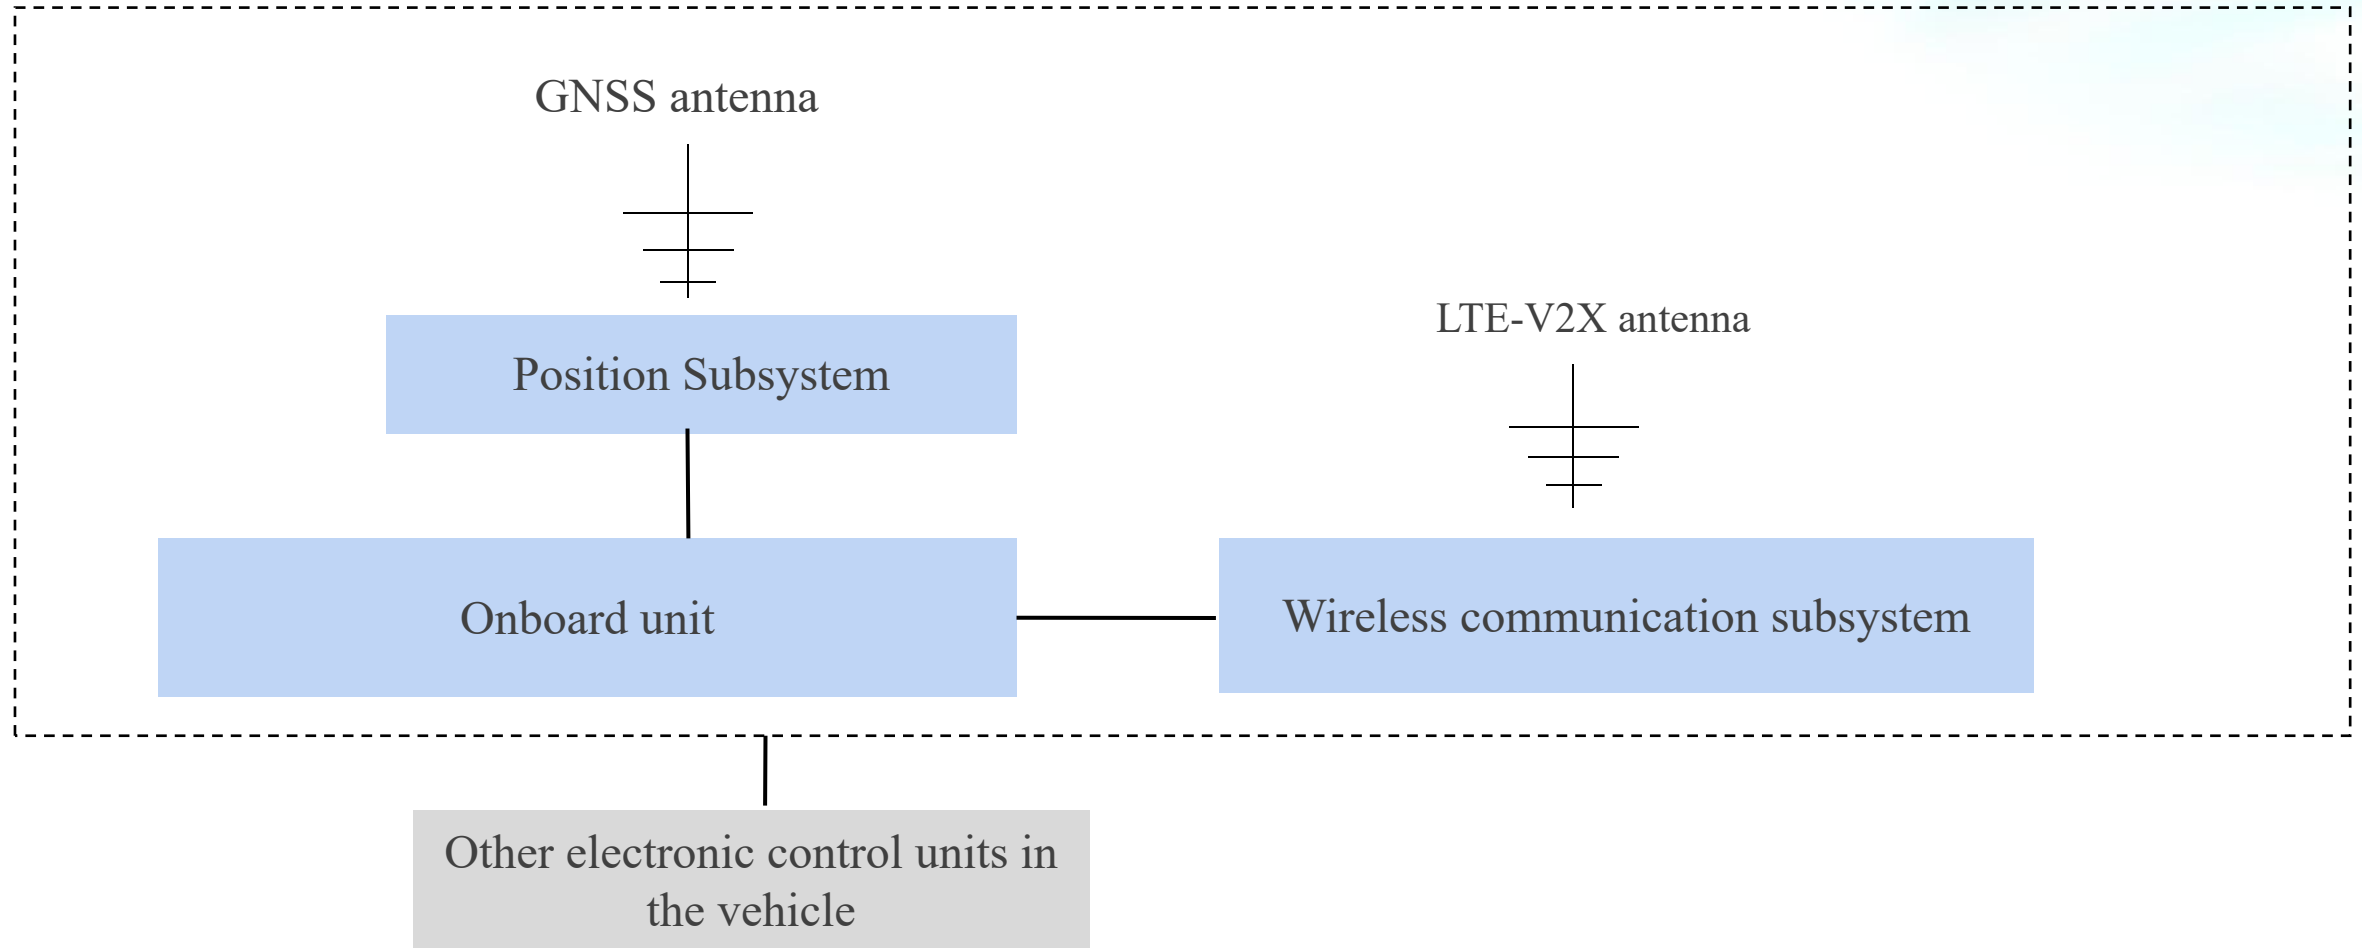 GNSS antenna
LTE-V2X antenna
Position Subsystem
Onboard unit
Wireless communication subsystem
Other electronic control units in
the vehicle